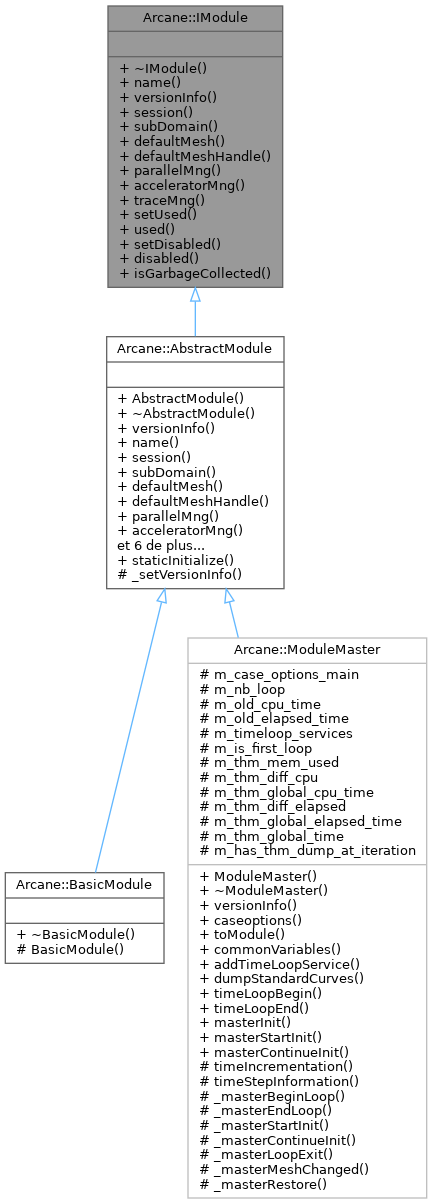 Arcane::IModule
+ ~IModule()
+ name()
+ versionInfo()
+ session()
+ subDomain()
+ defaultMesh()
+ defaultMeshHandle()
+ parallelMng()
+ acceleratorMng()
+ traceMng()
+ setUsed()
+ used()
+ setDisabled()
+ disabled()
+ isGarbageCollected()
Arcane::AbstractModule
+ AbstractModule()
+ ~AbstractModule()
+ versionInfo()
+ name()
+ session()
+ subDomain()
+ defaultMesh()
+ defaultMeshHandle()
+ parallelMng()
+ acceleratorMng()
et 6 de plus...
+ staticInitialize()
# _setVersionInfo()
Arcane::ModuleMaster
# m_case_options_main
# m_nb_loop
# m_old_cpu_time
# m_old_elapsed_time
# m_timeloop_services
# m_is_first_loop
# m_thm_mem_used
# m_thm_diff_cpu
# m_thm_global_cpu_time
# m_thm_diff_elapsed
# m_thm_global_elapsed_time
# m_thm_global_time
# m_has_thm_dump_at_iteration
+ ModuleMaster()
+ ~ModuleMaster()
+ versionInfo()
+ caseoptions()
+ toModule()
+ commonVariables()
+ addTimeLoopService()
+ dumpStandardCurves()
+ timeLoopBegin()
+ timeLoopEnd()
+ masterInit()
+ masterStartInit()
+ masterContinueInit()
# timeIncrementation()
# timeStepInformation()
# _masterBeginLoop()
# _masterEndLoop()
# _masterStartInit()
# _masterContinueInit()
# _masterLoopExit()
# _masterMeshChanged()
# _masterRestore()
Arcane::BasicModule
+ ~BasicModule()
# BasicModule()